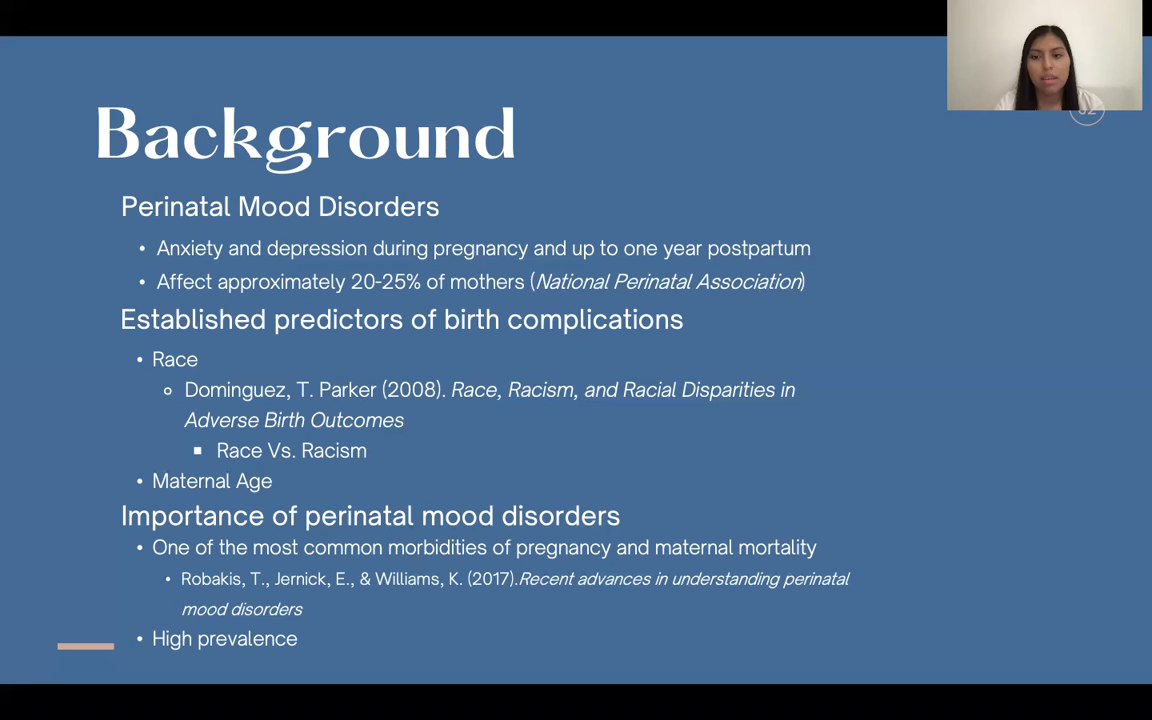 Background
Perinatal Mood Disorders
• Anxiety and depression during pregnancy and up to one year postpartum
• Affect approximately 20-25% of mothers (National Perinatal Association)
Established predictors of birth complications
• Race
○ Dominguez, T. Parker (2008). Race, Racism, and Racial Disparities in
Adverse Birth Outcomes
▪ Race Vs. Racism
• Maternal Age
Importance of perinatal mood disorders
• One of the most common morbidities of pregnancy and maternal mortality
• Robakis, T., Jernick, E., & Williams, K. (2017).Recent advances in understanding perinatal
mood disorders
• High prevalence